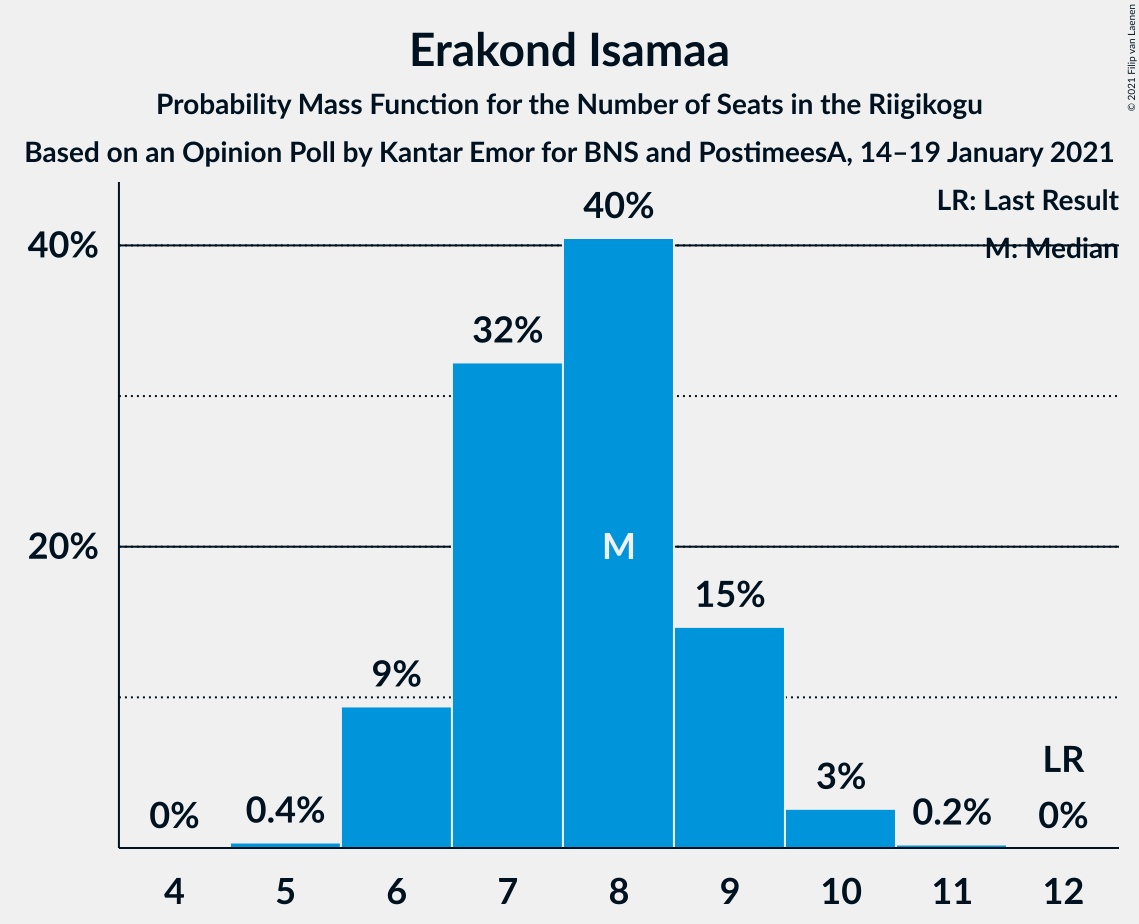 Erakond Isamaa
Probability Mass Function for the Number of Seats in the Riigikogu
Based on an Opinion Poll by Kantar Emor for BNS and PostimeesA, 14–19 January 2021
© 2021 Filip van Laenen
LR: Last Result
M: Median
40%
20%
0%
0.4%
9%
32%
40%
M
15%
3%
0.2%
LR
0%
4 5 6 7 8 9 10 11 12